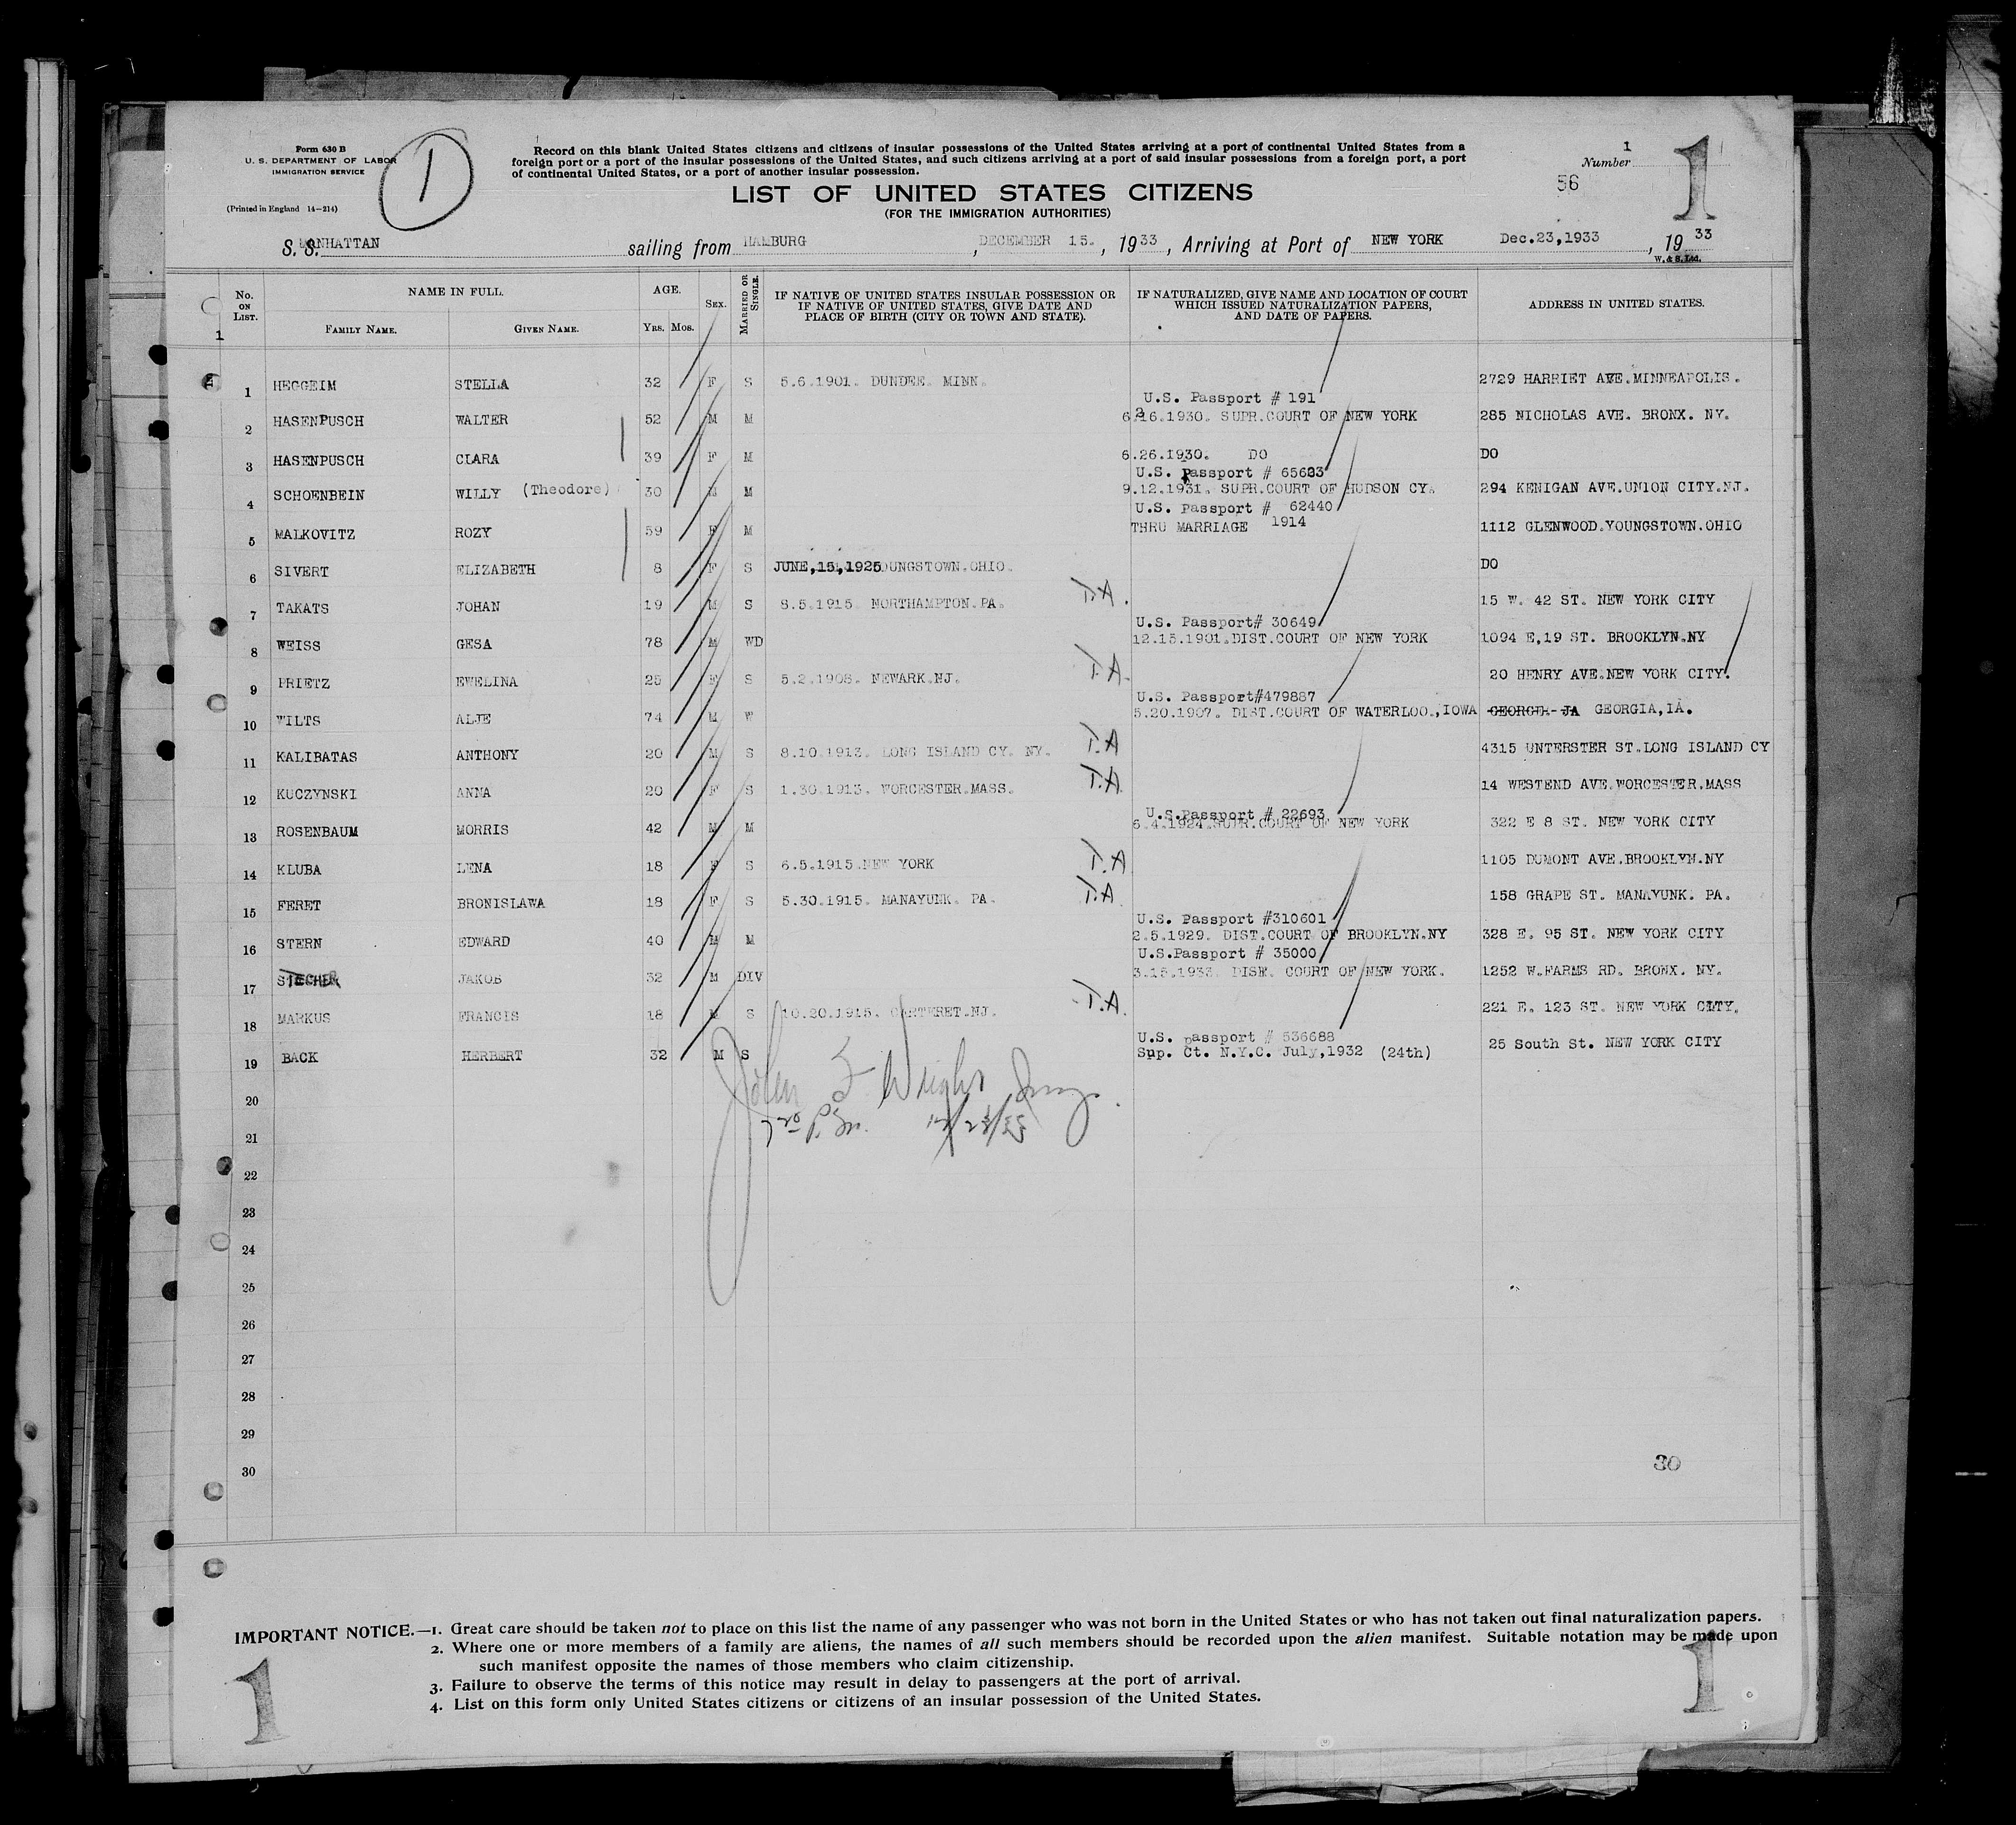 Form 630 B
U. S. DEPARTMENT OF LABOR
IMMIGRATION SERVICE
(Printed in England 14—214)
1
Record on this blank United States citizens and citizens of insular possessions of the United States arriving at a port of continental United States from a
foreign port or a port of the insular possessions of the United States, and such citizens arriving at a port of said insular possessions from a foreign port, a port
of continental United States, or a port of another insular possession.
LIST OF UNITED STATES CITIZENS
(FOR THE IMMIGRATION AUTHORITIES)
Number 1
56
1
S. S. MANHATTAN sailing from HAMBURG, DECEMBER 15., 1933, Arriving at Port of NEW YORK Dec.23,1933, 1933
W. & S. Ltd.
No. ON LIST. NAME IN FULL. AGE. SEX. MARRIED OR SINGLE. IF NATIVE OF UNITED STATES INSULAR POSSESSION OR IF NATIVE OF UNITED STATES, GIVE DATE AND PLACE OF BIRTH (CITY OR TOWN AND STATE). IF NATURALIZED, GIVE NAME AND LOCATION OF COURT WHICH ISSUED NATURALIZATION PAPERS, AND DATE OF PAPERS. ADDRESS IN UNITED STATES.
FAMILY NAME. GIVEN NAME. YRS. MOS.
1
1 HEGGEIM STELLA 32 F S 5.6.1901. DUNDEE. MINN. 2729 HARRIET AVE.MINNEAPOLIS.
U.S. Passport # 191
2 HASENPUSCH WALTER 52 M M 6.26.1930. SUPR.COURT OF NEW YORK 285 NICHOLAS AVE. BRONX. NY.
3 HASENPUSCH CLARA 39 F M 6.26.1930. DO DO
U.S. Passport # 65623
4 SCHOENBEIN WILLY (Theodore) 30 M M 9.12.1931. SUPR.COURT OF HUDSON CY. 294 KENIGAN AVE.UNION CITY.NJ.
U.S. Passport # 62440
5 MALKOVITZ ROZY 59 F M THRU MARRIAGE 1914 1112 GLENWOOD.YOUNGSTOWN.OHIO
6 SIVERT ELIZABETH 8 F S JUNE,15,1925 OUNGSTOWN.OHIO. DO
7 TAKATS JOHAN 19 M S 8.5.1915 NORTHAMPTON.PA. T.A. 15 W. 42 ST. NEW YORK CITY
U.S. Passport# 30649
8 WEISS GESA 78 M WD 12.15.1901.DIST.COURT OF NEW YORK 1094 E,19 ST. BROOKLYN.NY
9 PRIETZ EWELINA 25 F S 5.2.1908. NEWARK.NJ. T.A. 20 HENRY AVE.NEW YORK CITY.
U.S. Passport#479887
10 WILTS ALJE 74 M W 5.20.1907. DIST.COURT OF WATERLOO.,IOWA GEORGIA JA GEORGIA,IA.
11 KALIBATAS ANTHONY 20 M S 8.10.1913. LONG ISLAND CY. NY. T.A 4315 UNTERSTER ST.LONG ISLAND CY
12 KUCZYNSKI ANNA 20 F S 1.30.1913. WORCESTER.MASS. T.A. 14 WESTEND AVE.WORCESTER.MASS
U.S.Passport # 22693
13 ROSENBAUM MORRIS 42 M M 6.4.1924.SUPR.COURT OF NEW YORK 322 E 8 ST. NEW YORK CITY
14 KLUBA LENA 18 F S 6.5.1915.NEW YORK T.A 1105 DUMONT AVE.BROOKLYN.NY
15 FERET BRONISLAWA 18 F S 5.30.1915. MANAYUNK. PA. T.A. 158 GRAPE ST. MANAYUNK. PA.
U.S. Passport #310601
16 STERN EDWARD 40 M M 2.5.1929. DIST.COURT OF BROOKLYN.NY 328 E. 95 ST. NEW YORK CITY
U.S.Passport # 35000
17 STECHER JAKOB 32 M DIV 3.15.1933. DISE. COURT OF NEW YORK. 1252 W.FARMS RD. BRONX. NY.
18 MARKUS FRANCIS 18 M S 10.20.1915. CARTERET.NJ. T.A. 221 E. 123 ST. NEW YORK CITY.
U.S. passport # 536688
19 BACK HERBERT 32 M S Sup. Ct. N.Y.C. July,1932 (24th) 25 South St. NEW YORK CITY
John Wright
12/23/33
20
21
22
23
24
25
26
27
28
29
30
30
IMPORTANT NOTICE.—1. Great care should be taken not to place on this list the name of any passenger who was not born in the United States or who has not taken out final naturalization papers.
2. Where one or more members of a family are aliens, the names of all such members should be recorded upon the alien manifest. Suitable notation may be made upon
such manifest opposite the names of those members who claim citizenship.
3. Failure to observe the terms of this notice may result in delay to passengers at the port of arrival.
4. List on this form only United States citizens or citizens of an insular possession of the United States.
1
1